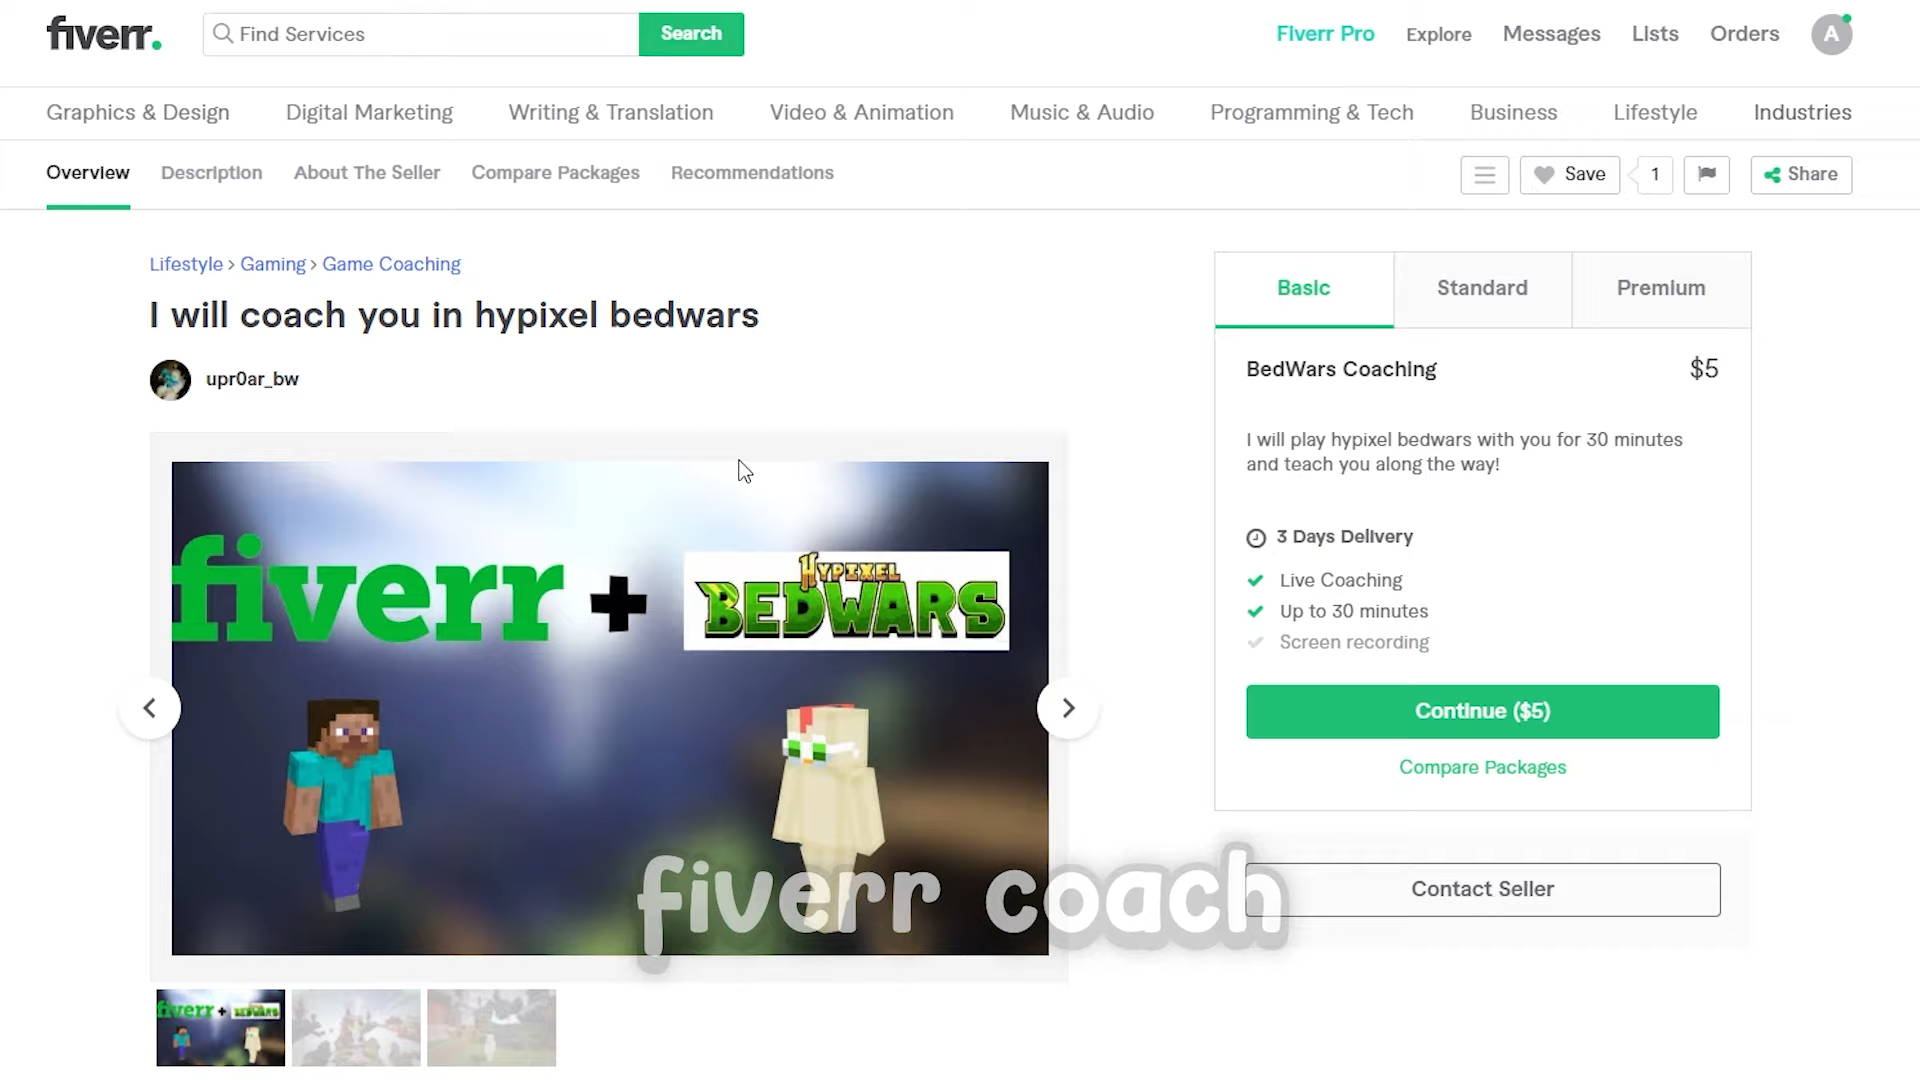 fiverr.
Find Services
Search
Fiverr Pro
Explore
Messages
Lists
Orders
A
Graphics & Design
Digital Marketing
Writing & Translation
Video & Animation
Music & Audio
Programming & Tech
Business
Lifestyle
Industries
Overview
Description
About The Seller
Compare Packages
Recommendations
Save
1
Share
Lifestyle › Gaming › Game Coaching
I will coach you in hypixel bedwars
upr0ar_bw
fiverr + HYPIXEL
BEDWARS
Basic
Standard
Premium
BedWars Coaching
$5
I will play hypixel bedwars with you for 30 minutes
and teach you along the way!
3 Days Delivery
Live Coaching
Up to 30 minutes
Screen recording
Continue ($5)
Compare Packages
Contact Seller
fiverr coach
fiverr + BEDWARS